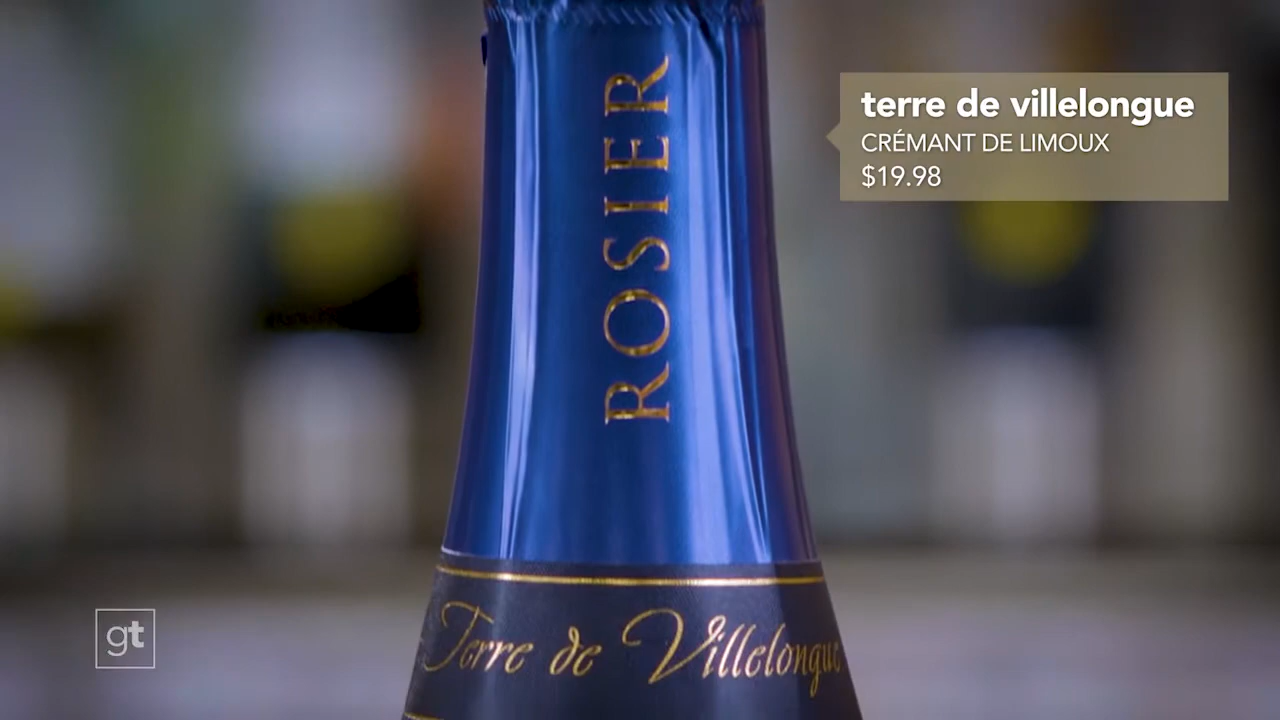 ROSIER
terre de villelongue
CRÉMANT DE LIMOUX
$19.98
Terre de Villelongue
gt